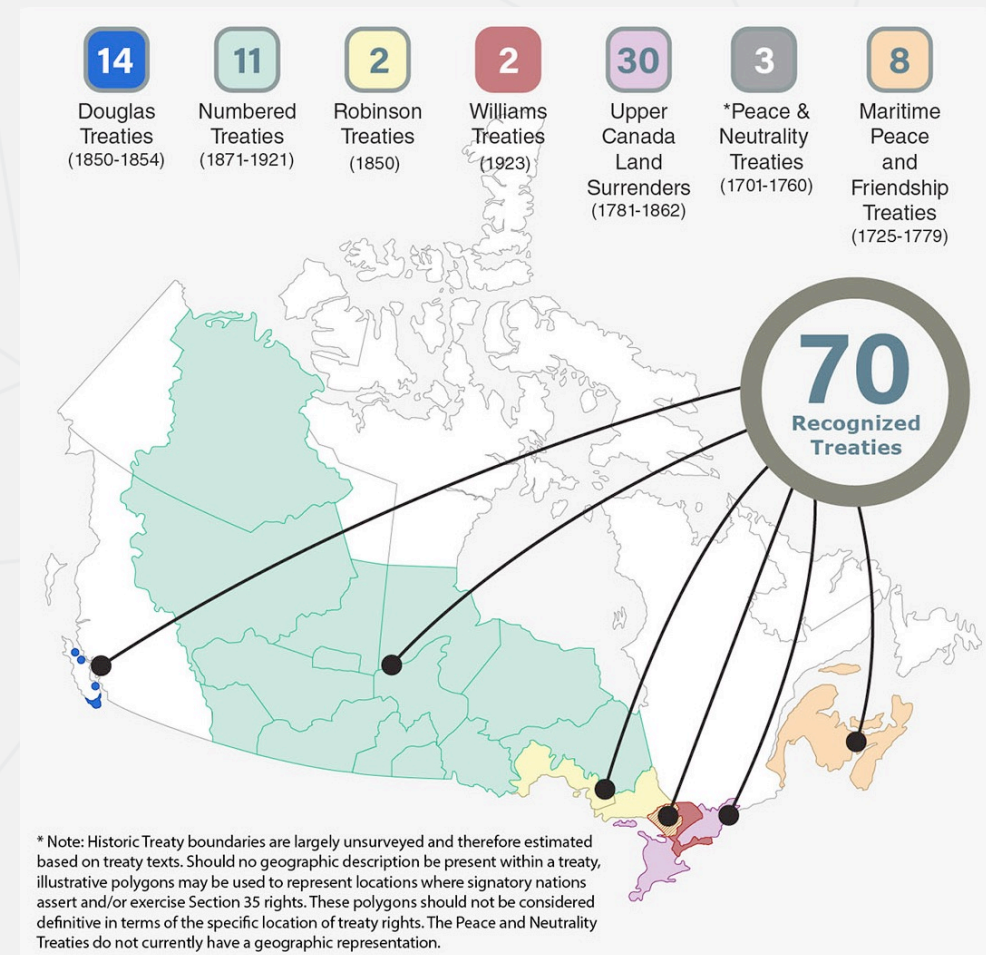 14
Douglas
Treaties
(1850-1854)
11
Numbered
Treaties
(1871-1921)
2
Robinson
Treaties
(1850)
2
Williams
Treaties
(1923)
30
Upper
Canada
Land
Surrenders
(1781-1862)
3
*Peace &
Neutrality
Treaties
(1701-1760)
8
Maritime
Peace
and
Friendship
Treaties
(1725-1779)
70
Recognized
Treaties
* Note: Historic Treaty boundaries are largely unsurveyed and therefore estimated
based on treaty texts. Should no geographic description be present within a treaty,
illustrative polygons may be used to represent locations where signatory nations
assert and/or exercise Section 35 rights. These polygons should not be considered
definitive in terms of the specific location of treaty rights. The Peace and Neutrality
Treaties do not currently have a geographic representation.